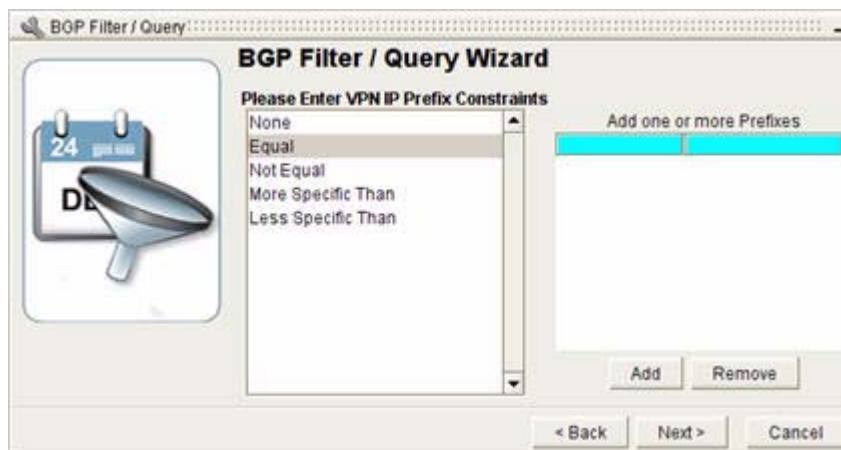 BGP Filter / Query
BGP Filter / Query Wizard
Please Enter VPN IP Prefix Constraints
None
Equal
Not Equal
More Specific Than
Less Specific Than
Add one or more Prefixes
Add
Remove
< Back
Next >
Cancel
24